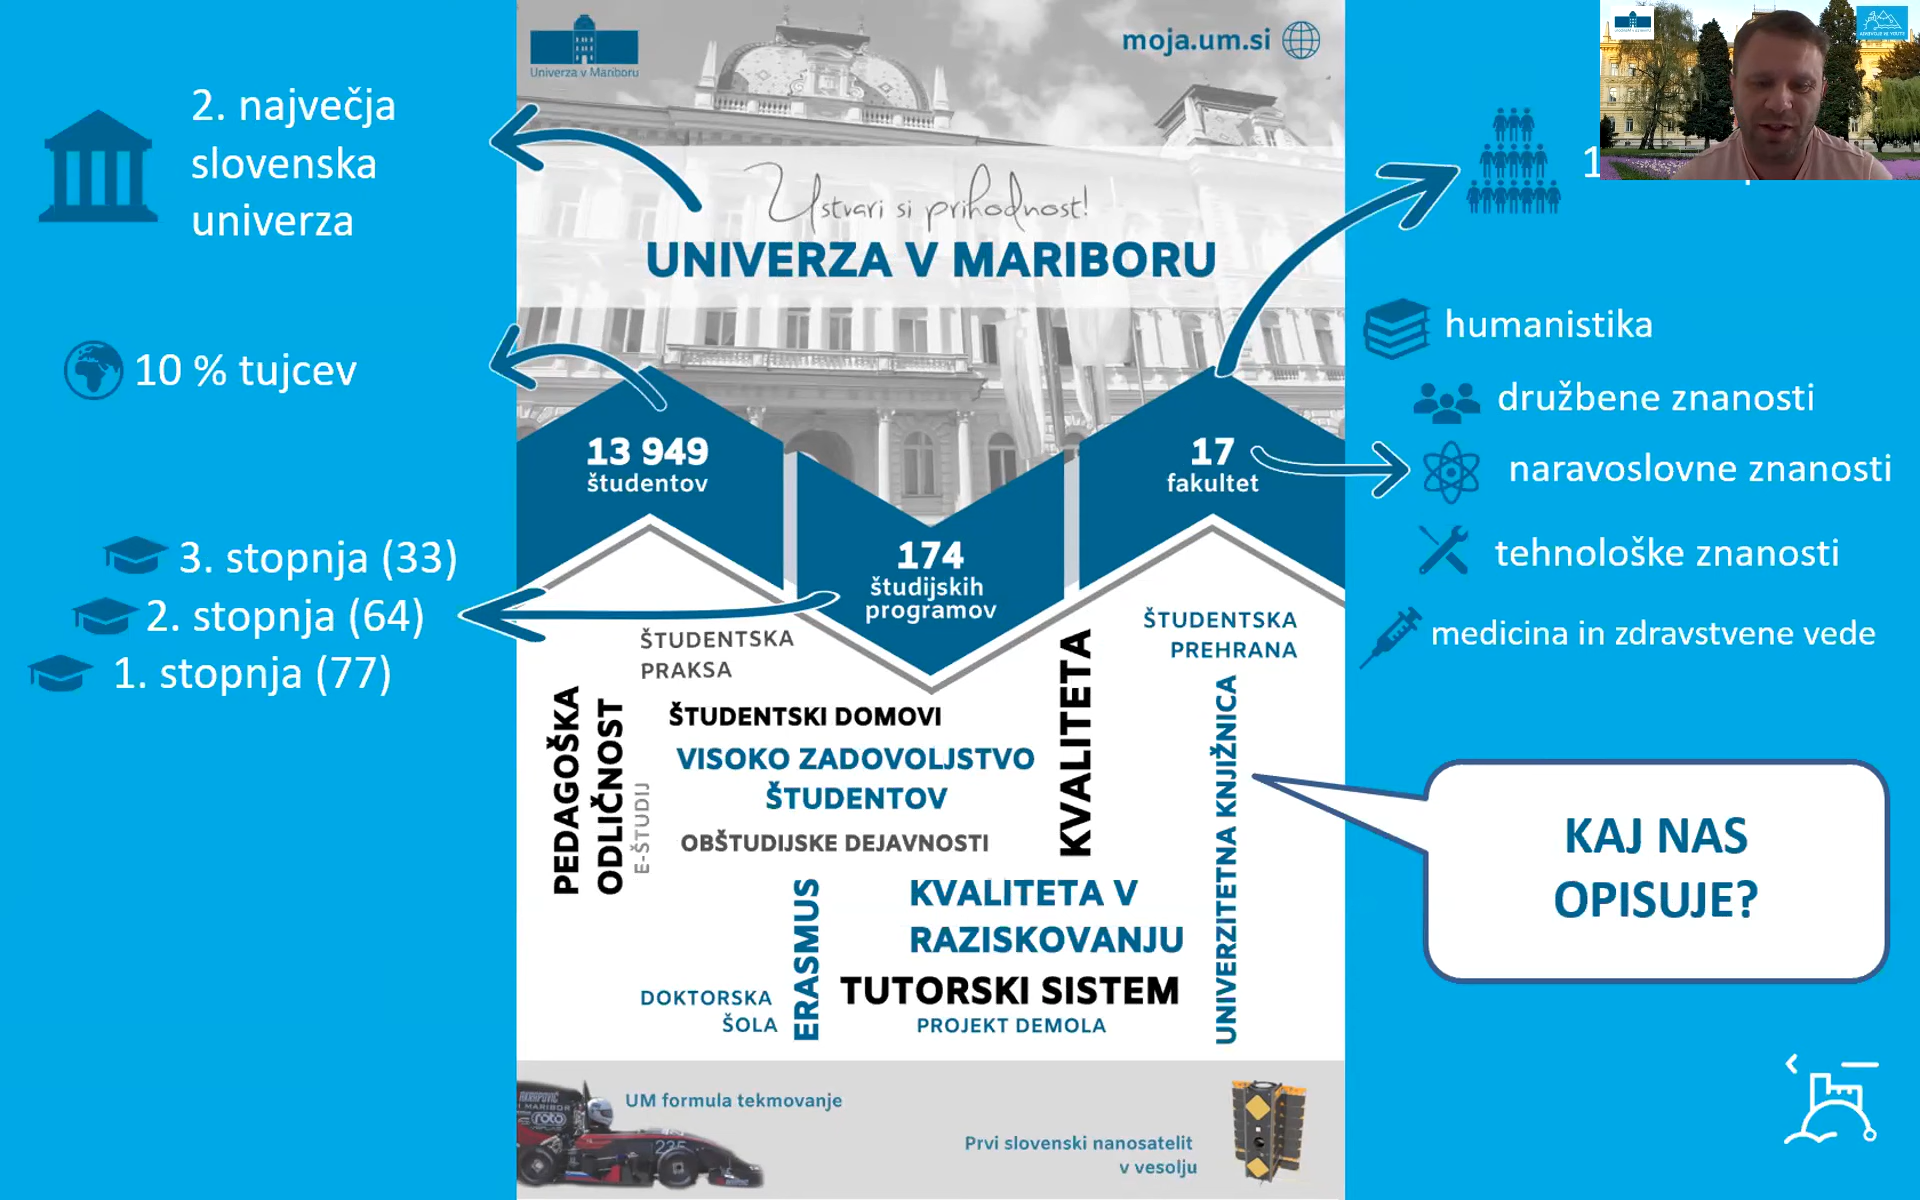 2. največja
slovenska
univerza
10 % tujcev
3. stopnja (33)
2. stopnja (64)
1. stopnja (77)
Univerza v Mariboru
moja.um.si
Ustvari si prihodnost!
UNIVERZA V MARIBORU
13 949
študentov
174
študijskih
programov
17
fakultet
ŠTUDENTSKA
PRAKSA
ŠTUDENTSKA
PREHRANA
PEDAGOŠKA
ODLIČNOST
E-ŠTUDIJ
ŠTUDENTSKI DOMOVI
VISOKO ZADOVOLJSTVO
ŠTUDENTOV
OBŠTUDIJSKE DEJAVNOSTI
KVALITETA
UNIVERZITETNA KNJIŽNICA
ERASMUS
KVALITETA V
RAZISKOVANJU
DOKTORSKA
ŠOLA
TUTORSKI SISTEM
PROJEKT DEMOLA
UM formula tekmovanje
Prvi slovenski nanosatelit
v vesolju
AKRAPOVIČ
MARIBOR
roto
225
humanistika
družbene znanosti
naravoslovne znanosti
tehnološke znanosti
medicina in zdravstvene vede
KAJ NAS
OPISUJE?